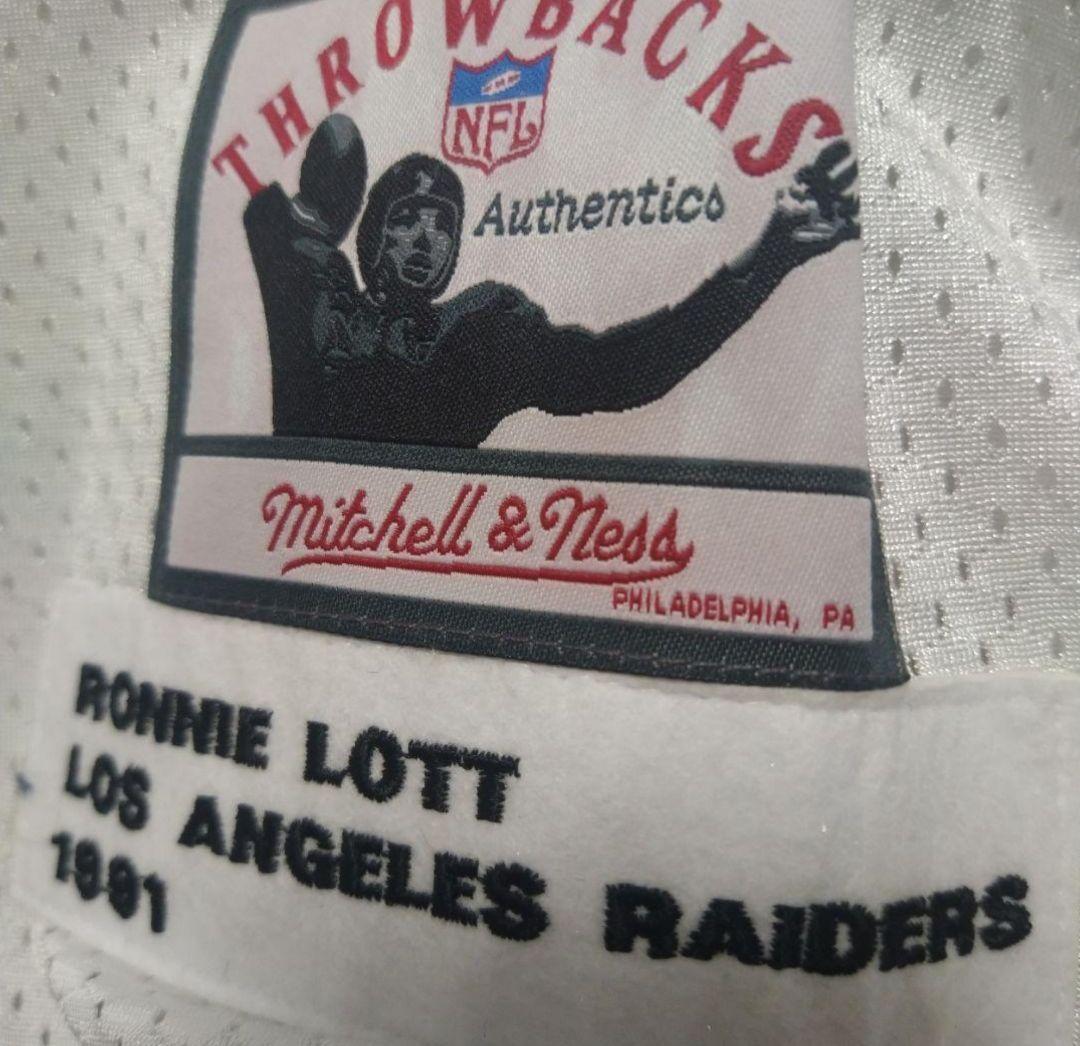 THROWBACKS
NFL
Authentics
Mitchell & Ness
PHILADELPHIA, PA
RONNIE LOTT
LOS ANGELES RAIDERS
1991